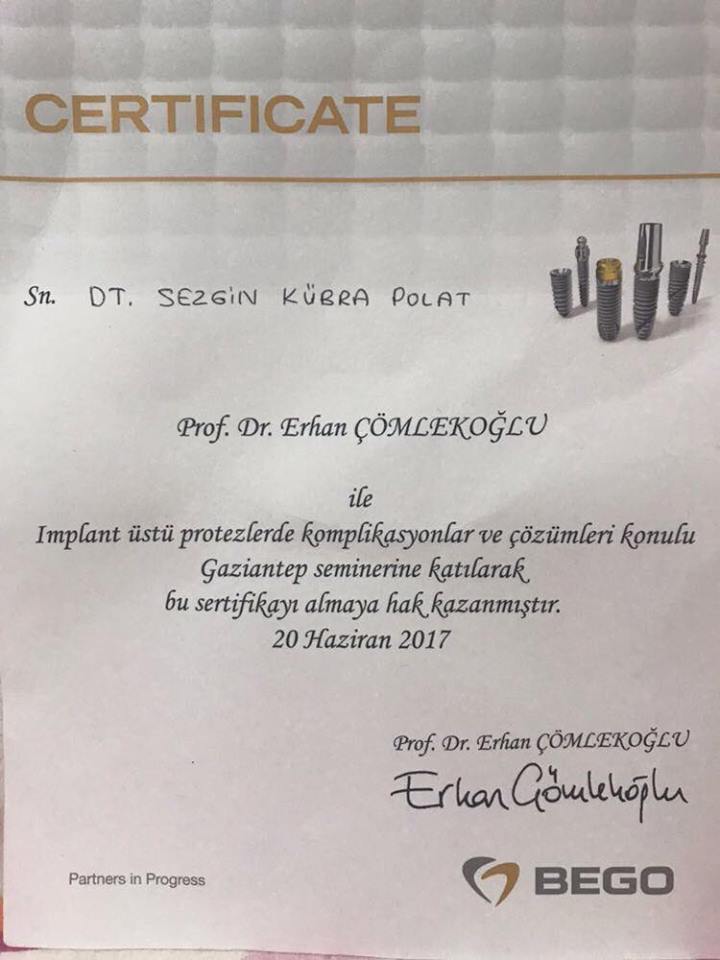 CERTIFICATE
Sn. DT. SEZGİN KÜBRA POLAT
Prof. Dr. Erhan ÇÖMLEKOĞLU
ile
Implant üstü protezlerde komplikasyonlar ve çözümleri konulu
Gaziantep seminerine katılarak
bu sertifikayı almaya hak kazanmıştır.
20 Haziran 2017
Prof. Dr. Erhan ÇÖMLEKOĞLU
Erhan Çömlekoğlu
Partners in Progress
BEGO